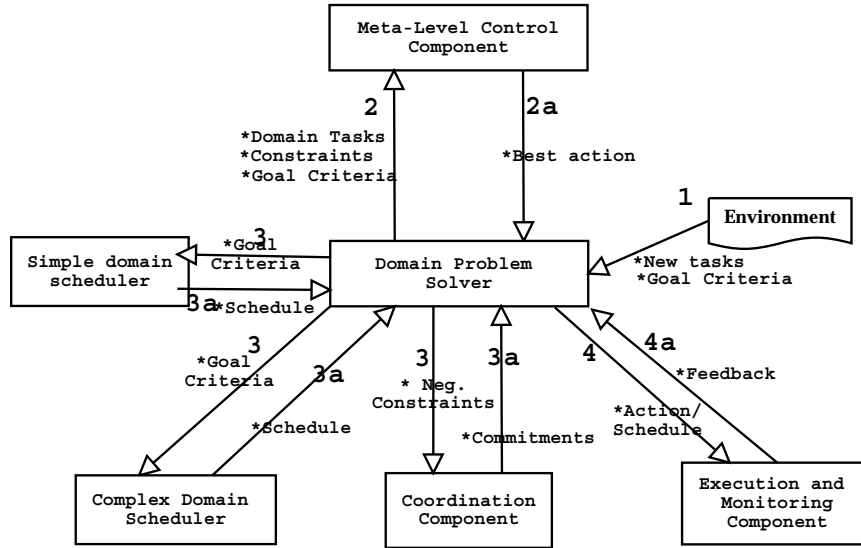 Meta-Level Control
Component
2
2a
*Domain Tasks
*Constraints
*Goal Criteria
*Best action
1
Environment
*New tasks
*Goal Criteria
3
*Goal
Criteria
Simple domain
scheduler
3a
*Schedule
Domain Problem
Solver
3
*Goal
Criteria
3a
*Schedule
3
* Neg.
Constraints
3a
*Commitments
4
*Action/
Schedule
4a
*Feedback
Complex Domain
Scheduler
Coordination
Component
Execution and
Monitoring
Component